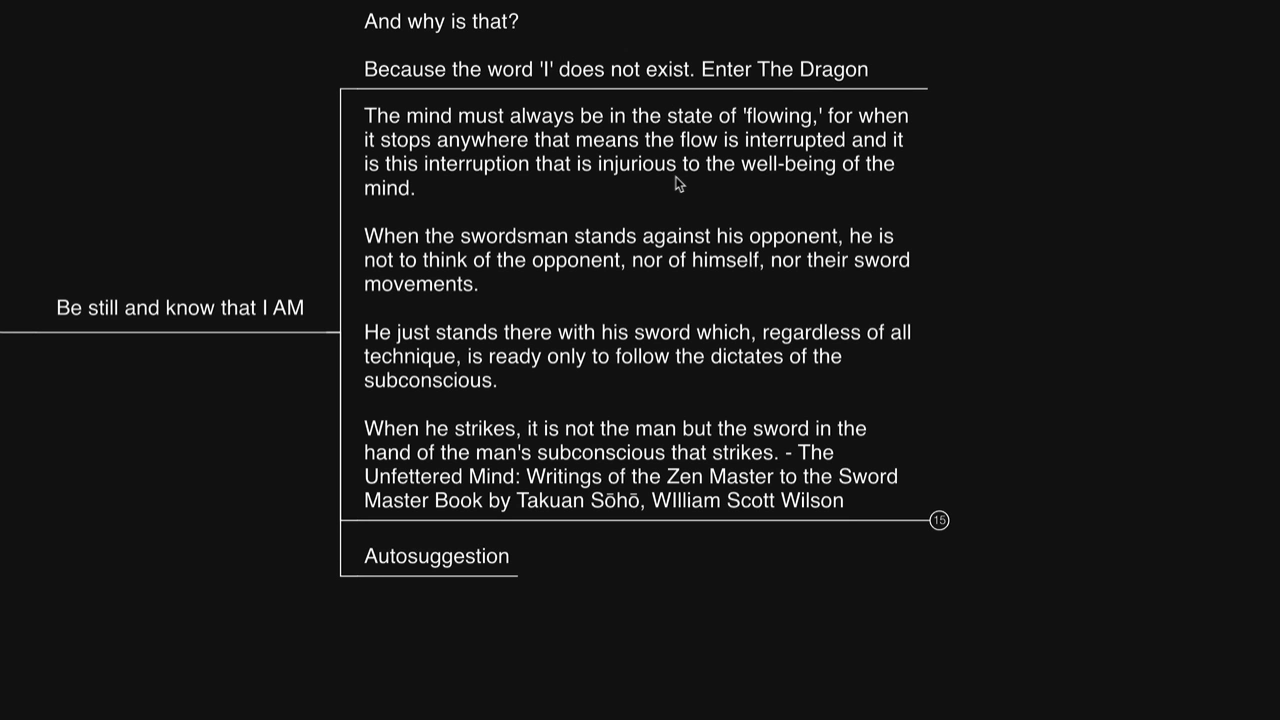 And why is that?
Because the word 'I' does not exist. Enter The Dragon
The mind must always be in the state of 'flowing,' for when
it stops anywhere that means the flow is interrupted and it
is this interruption that is injurious to the well-being of the
mind.
When the swordsman stands against his opponent, he is
not to think of the opponent, nor of himself, nor their sword
movements.
Be still and know that I AM
He just stands there with his sword which, regardless of all
technique, is ready only to follow the dictates of the
subconscious.
When he strikes, it is not the man but the sword in the
hand of the man's subconscious that strikes. - The
Unfettered Mind: Writings of the Zen Master to the Sword
Master Book by Takuan Sōhō, WIlliam Scott Wilson
15
Autosuggestion